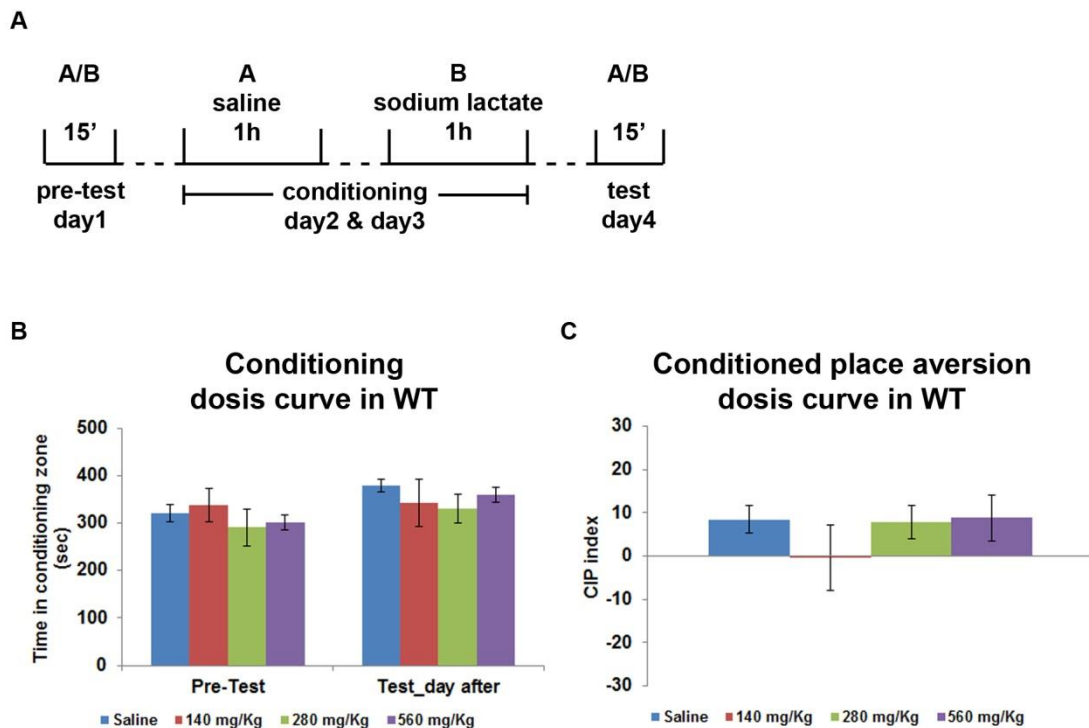 A
A/B A B A/B
saline sodium lactate
15' 1h 1h 15'
pre-test conditioning test
day1 day2 & day3 day4
B
Conditioning
dosis curve in WT
Time in conditioning zone
(sec)
500
400
300
200
100
0
Pre-Test Test_day after
Saline 140 mg/Kg 280 mg/Kg 560 mg/Kg
C
Conditioned place aversion
dosis curve in WT
CIP index
30
20
10
0
-10
-20
-30
Saline 140 mg/Kg 280 mg/Kg 560 mg/Kg